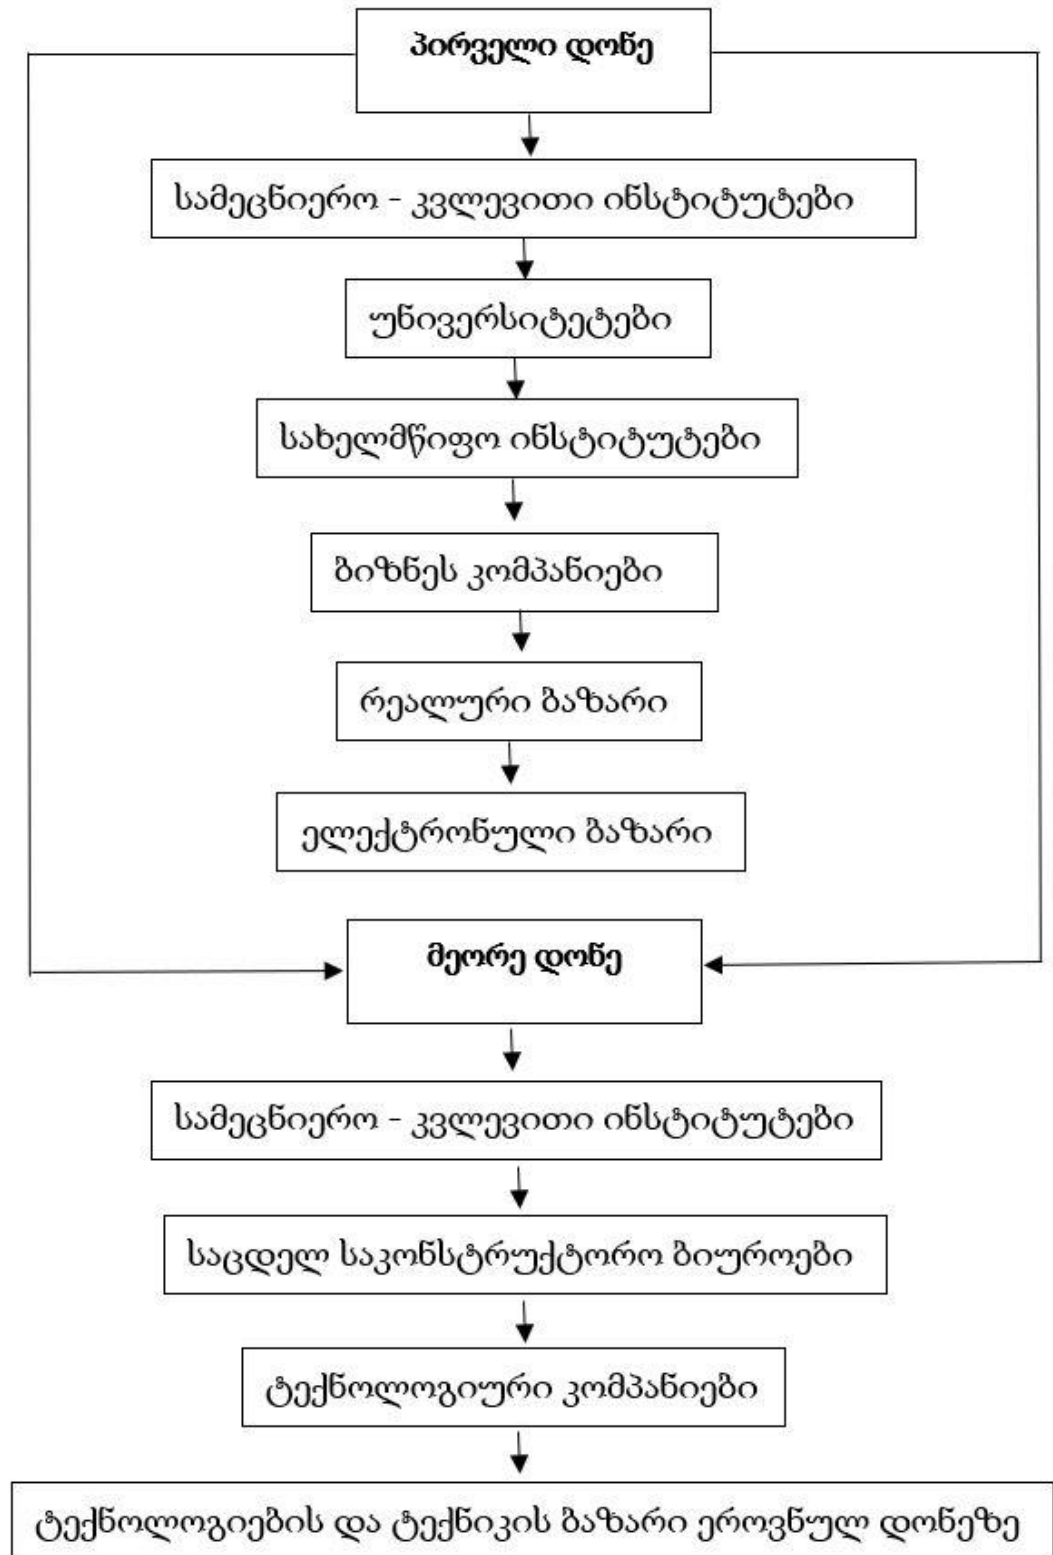 პირველი დონე
სამეცნიერო - კვლევითი ინსტიტუტები
უნივერსიტეტები
სახელმწიფო ინსტიტუტები
ბიზნეს კომპანიები
რეალური ბაზარი
ელექტრონული ბაზარი
მეორე დონე
სამეცნიერო - კვლევითი ინსტიტუტები
საცდელ საკონსტრუქტორო ბიუროები
ტექნოლოგიური კომპანიები
ტექნოლოგიების და ტექნიკის ბაზარი ეროვნულ დონეზე